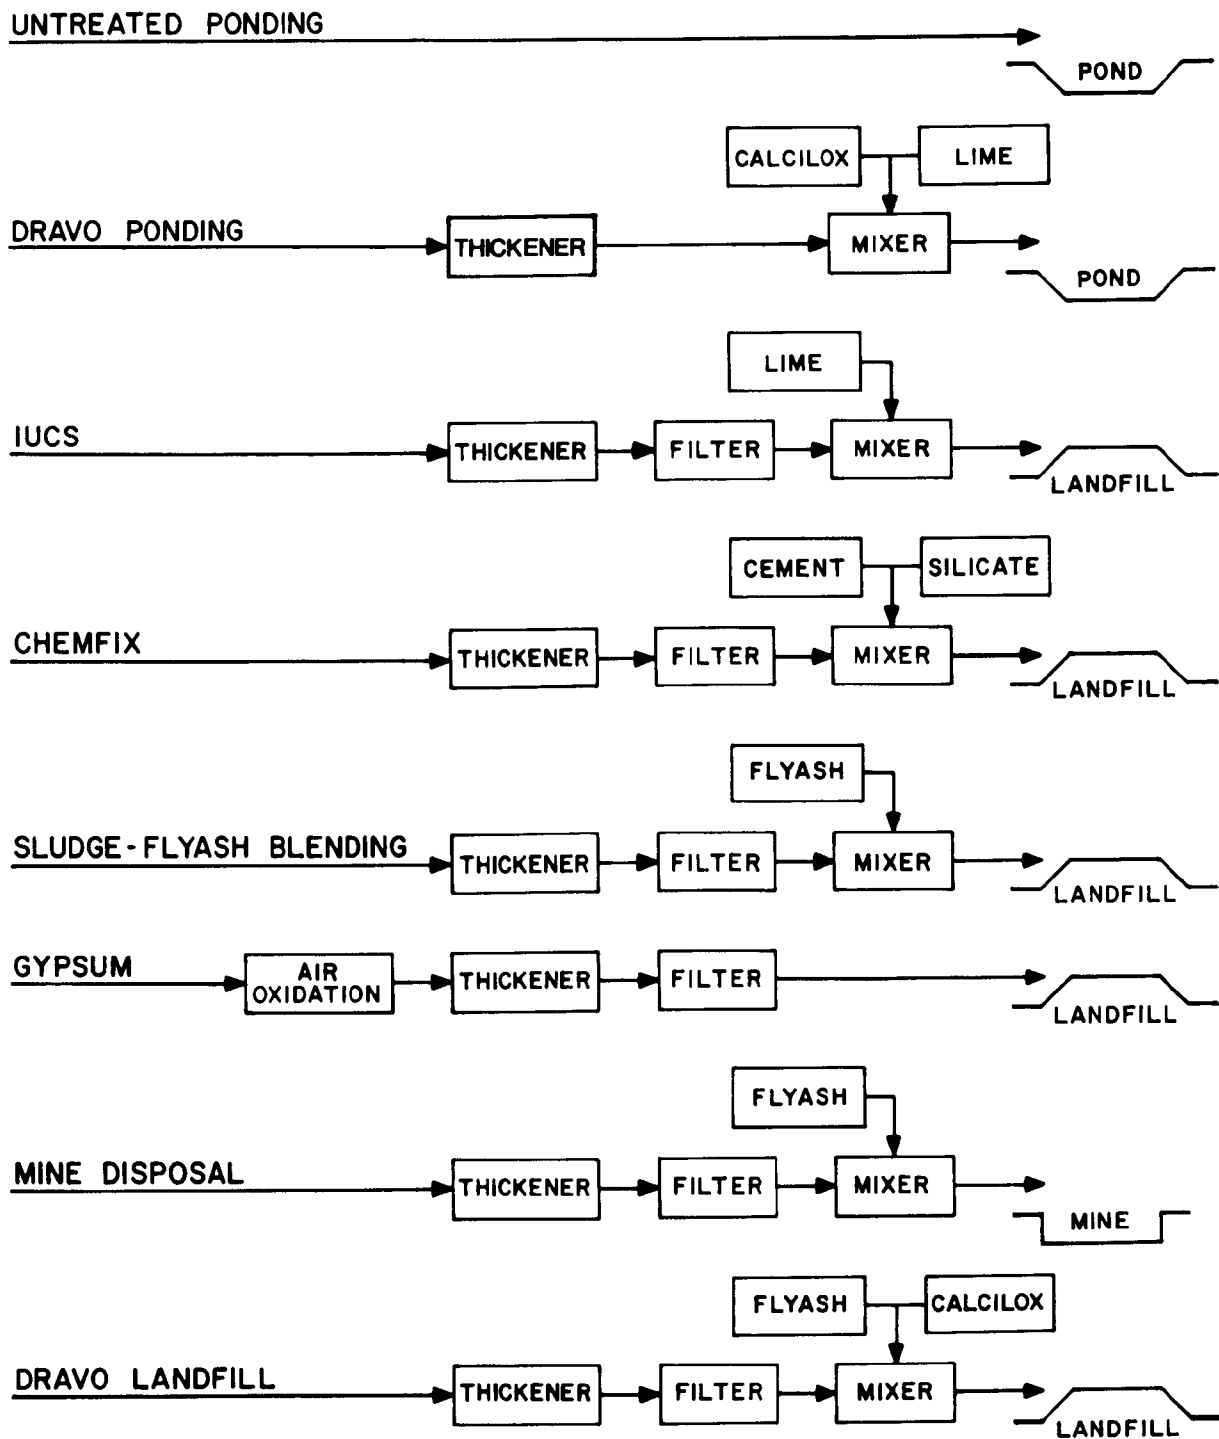 UNTREATED PONDING
POND
CALCILOX
LIME
DRAVO PONDING
THICKENER
MIXER
POND
LIME
IUCS
THICKENER
FILTER
MIXER
LANDFILL
CEMENT
SILICATE
CHEMFIX
THICKENER
FILTER
MIXER
LANDFILL
FLYASH
SLUDGE-FLYASH BLENDING
THICKENER
FILTER
MIXER
LANDFILL
GYPSUM
AIR
OXIDATION
THICKENER
FILTER
LANDFILL
FLYASH
MINE DISPOSAL
THICKENER
FILTER
MIXER
MINE
FLYASH
CALCILOX
DRAVO LANDFILL
THICKENER
FILTER
MIXER
LANDFILL